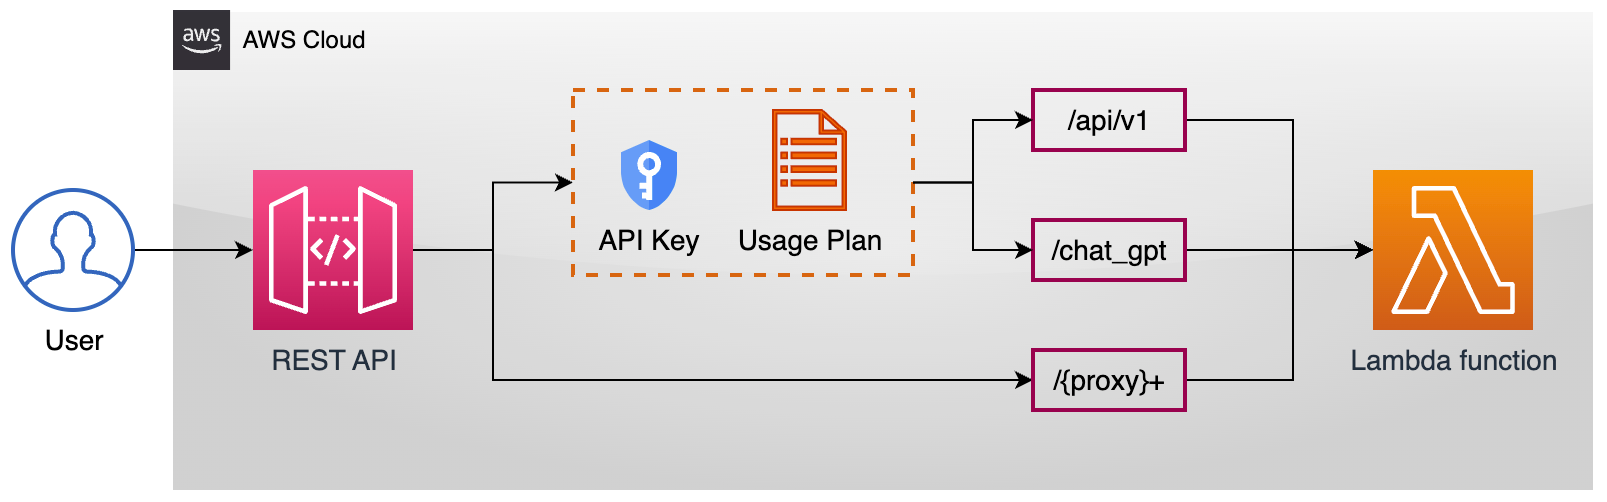 aws
AWS Cloud
User
REST API
</>
API Key
Usage Plan
/api/v1
/chat_gpt
/{proxy}+
Lambda function